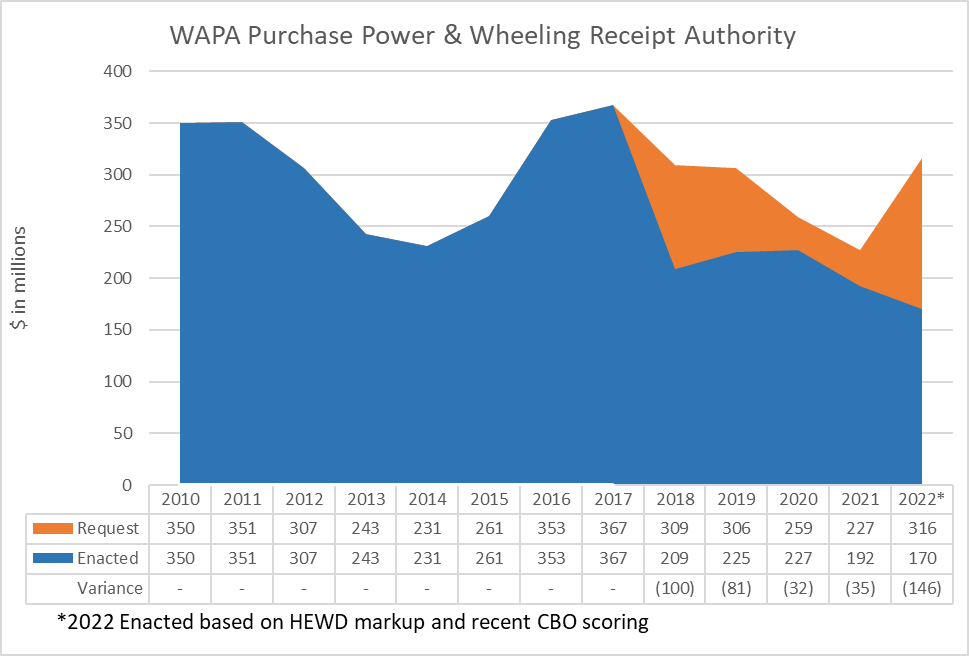 WAPA Purchase Power & Wheeling Receipt Authority
$ in millions
400
350
300
250
200
150
100
50
0
2010 2011 2012 2013 2014 2015 2016 2017 2018 2019 2020 2021 2022*
Request 350 351 307 243 231 261 353 367 309 306 259 227 316
Enacted 350 351 307 243 231 261 353 367 209 225 227 192 170
Variance - - - - - - - - (100) (81) (32) (35) (146)
*2022 Enacted based on HEWD markup and recent CBO scoring